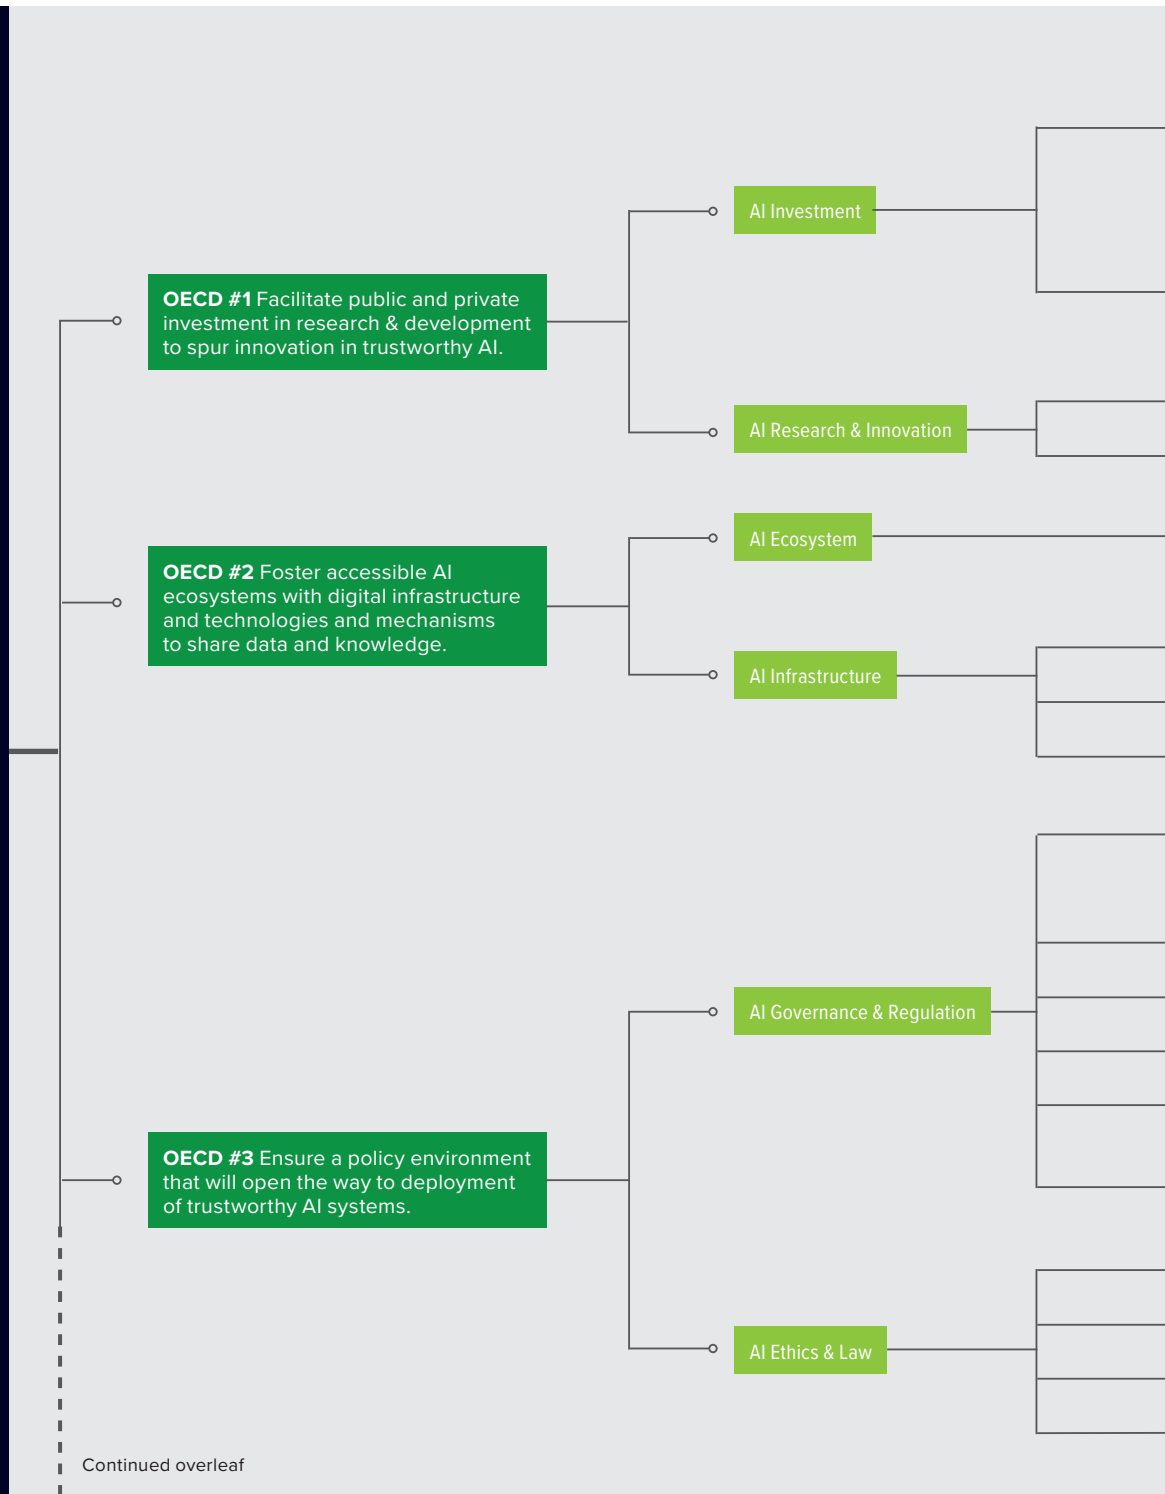 AI Investment
OECD #1 Facilitate public and private
investment in research & development
to spur innovation in trustworthy AI.
AI Research & Innovation
AI Ecosystem
OECD #2 Foster accessible AI
ecosystems with digital infrastructure
and technologies and mechanisms
to share data and knowledge.
AI Infrastructure
AI Governance & Regulation
OECD #3 Ensure a policy environment
that will open the way to deployment
of trustworthy AI systems.
AI Ethics & Law
Continued overleaf